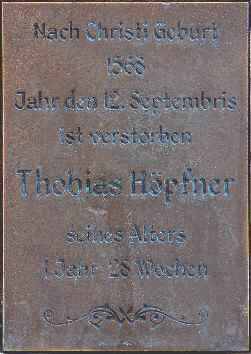 Nach Christi Geburt
1568
Jahr den 12. Septembris
ist verstorben
Thobias Höpfner
seines Alters
1 Jahr 28 Wochen